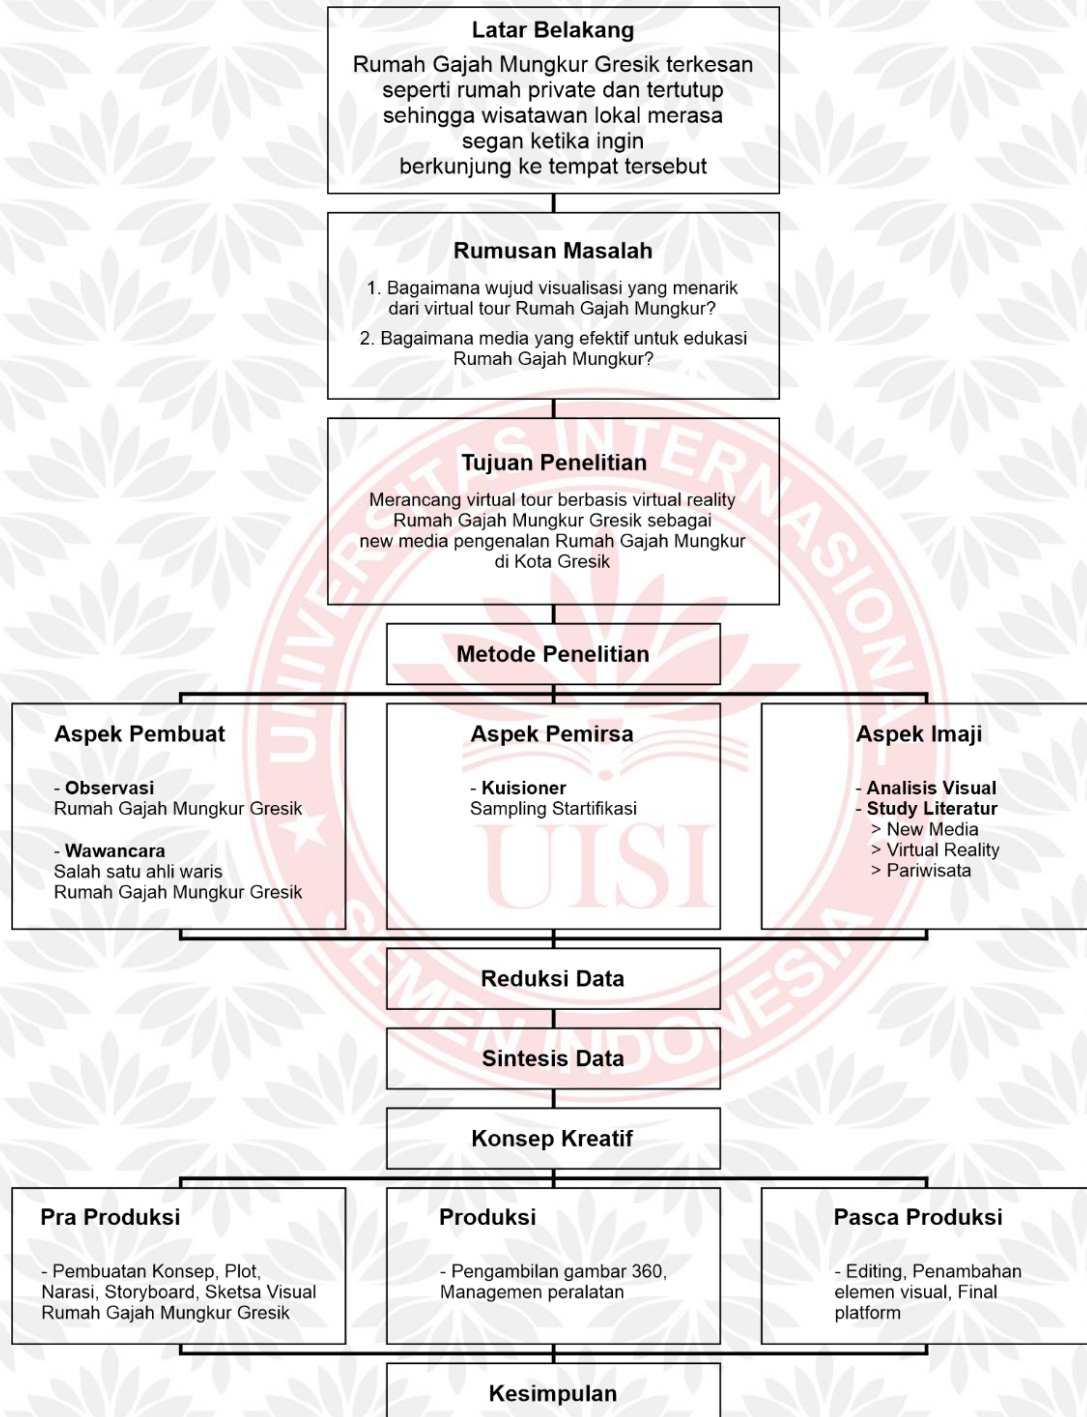 Latar Belakang
Rumah Gajah Mungkur Gresik terkesan
seperti rumah private dan tertutup
sehingga wisatawan lokal merasa
segan ketika ingin
berkunjung ke tempat tersebut
Rumusan Masalah
1. Bagaimana wujud visualisasi yang menarik
dari virtual tour Rumah Gajah Mungkur?
2. Bagaimana media yang efektif untuk edukasi
Rumah Gajah Mungkur?
Tujuan Penelitian
Merancang virtual tour berbasis virtual reality
Rumah Gajah Mungkur Gresik sebagai
new media pengenalan Rumah Gajah Mungkur
di Kota Gresik
Metode Penelitian
Aspek Pembuat
- Observasi
Rumah Gajah Mungkur Gresik
- Wawancara
Salah satu ahli waris
Rumah Gajah Mungkur Gresik
Aspek Pemirsa
- Kuisioner
Sampling Startifikasi
Aspek Imaji
- Analisis Visual
- Study Literatur
> New Media
> Virtual Reality
> Pariwisata
Reduksi Data
Sintesis Data
Konsep Kreatif
Pra Produksi
- Pembuatan Konsep, Plot,
Narasi, Storyboard, Sketsa Visual
Rumah Gajah Mungkur Gresik
Produksi
- Pengambilan gambar 360,
Managemen peralatan
Pasca Produksi
- Editing, Penambahan
elemen visual, Final
platform
Kesimpulan
UNIVERSITAS INTERNASIONAL
UISI
SEMEN INDONESIA